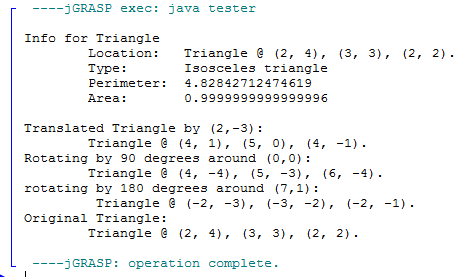 ----jGRASP exec: java tester
Info for Triangle
Location: Triangle @ (2, 4), (3, 3), (2, 2).
Type: Isosceles triangle
Perimeter: 4.82842712474619
Area: 0.9999999999999996
Translated Triangle by (2,-3):
Triangle @ (4, 1), (5, 0), (4, -1).
Rotating by 90 degrees around (0,0):
Triangle @ (4, -4), (5, -3), (6, -4).
rotating by 180 degrees around (7,1):
Triangle @ (-2, -3), (-3, -2), (-2, -1).
Original Triangle:
Triangle @ (2, 4), (3, 3), (2, 2).
----jGRASP: operation complete.